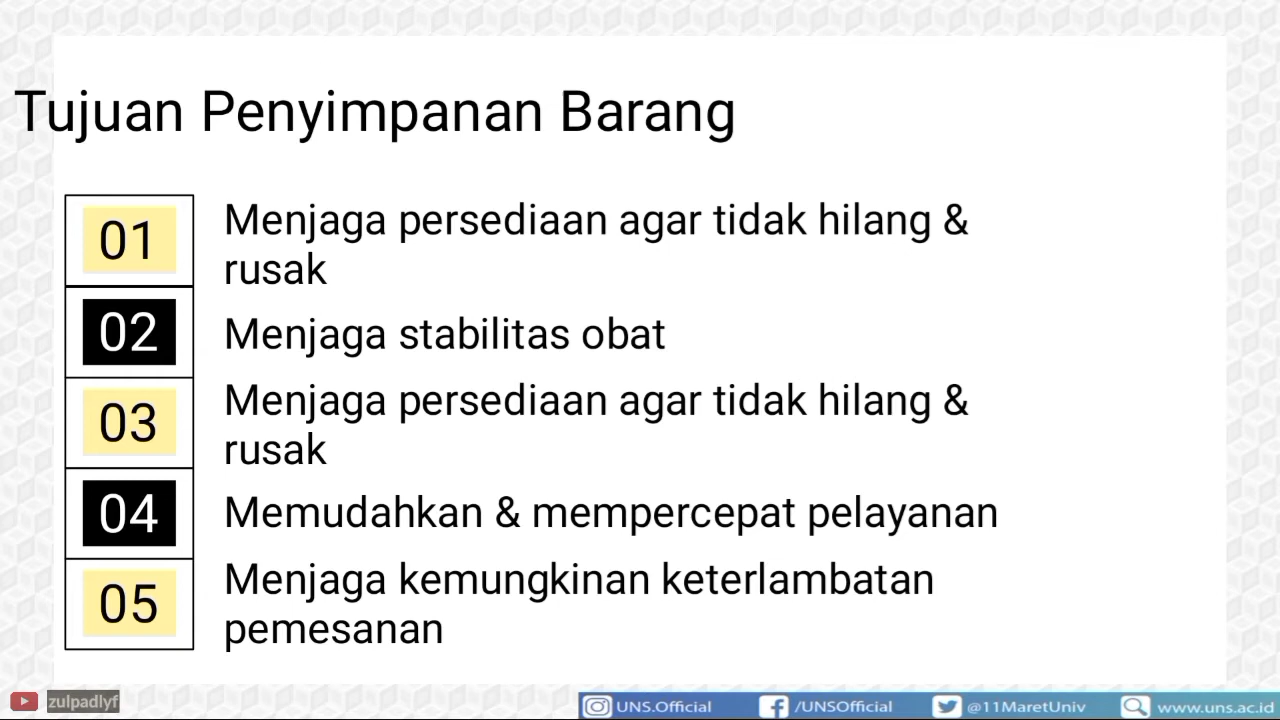 Tujuan Penyimpanan Barang
01
Menjaga persediaan agar tidak hilang &
rusak
02
Menjaga stabilitas obat
03
Menjaga persediaan agar tidak hilang &
rusak
04
Memudahkan & mempercepat pelayanan
05
Menjaga kemungkinan keterlambatan
pemesanan
zulpadlyf
UNS.Official
/UNSOfficial
@11MaretUniv
www.uns.ac.id